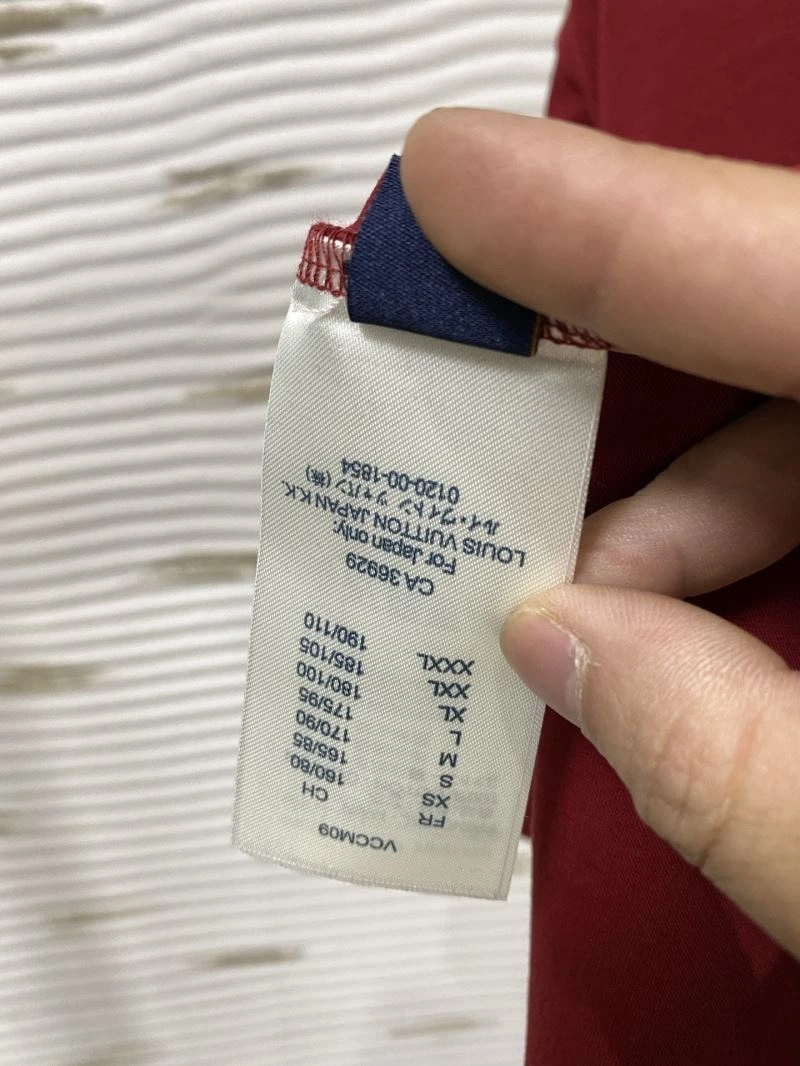 VCCM09
FR CH
XS 160/80
S 165/85
M 170/90
L 175/95
XL 180/100
XXL 185/105
XXXL 190/110
CA 36929
For Japan only:
LOUIS VUITTON JAPAN K.K.
ルイ・ヴィトン ジャパン (株)
0120-00-1854